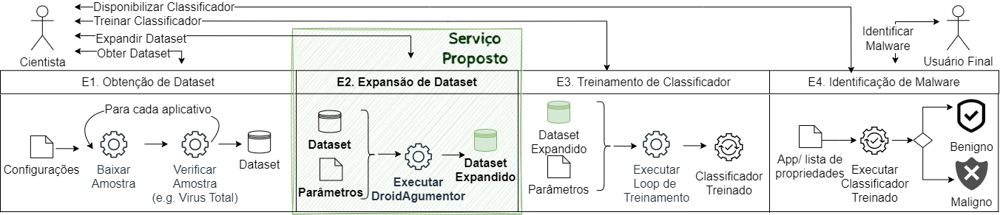 Disponibilizar Classificador
Treinar Classificador
Expandir Dataset
Obter Dataset
Cientista
Serviço
Proposto
Identificar
Malware
Usuário Final
E1. Obtenção de Dataset
E2. Expansão de Dataset
E3. Treinamento de Classificador
E4. Identificação de Malware
Para cada aplicativo
Configurações
Baixar
Amostra
Verificar
Amostra
(e.g. Virus Total)
Dataset
Dataset
Parâmetros
Executar
DroidAgumentor
Dataset
Expandido
Dataset
Expandido
Parâmetros
Executar
Loop de
Treinamento
Classificador
Treinado
App/ lista de
propriedades
Executar
Classificador
Treinado
Benigno
Maligno